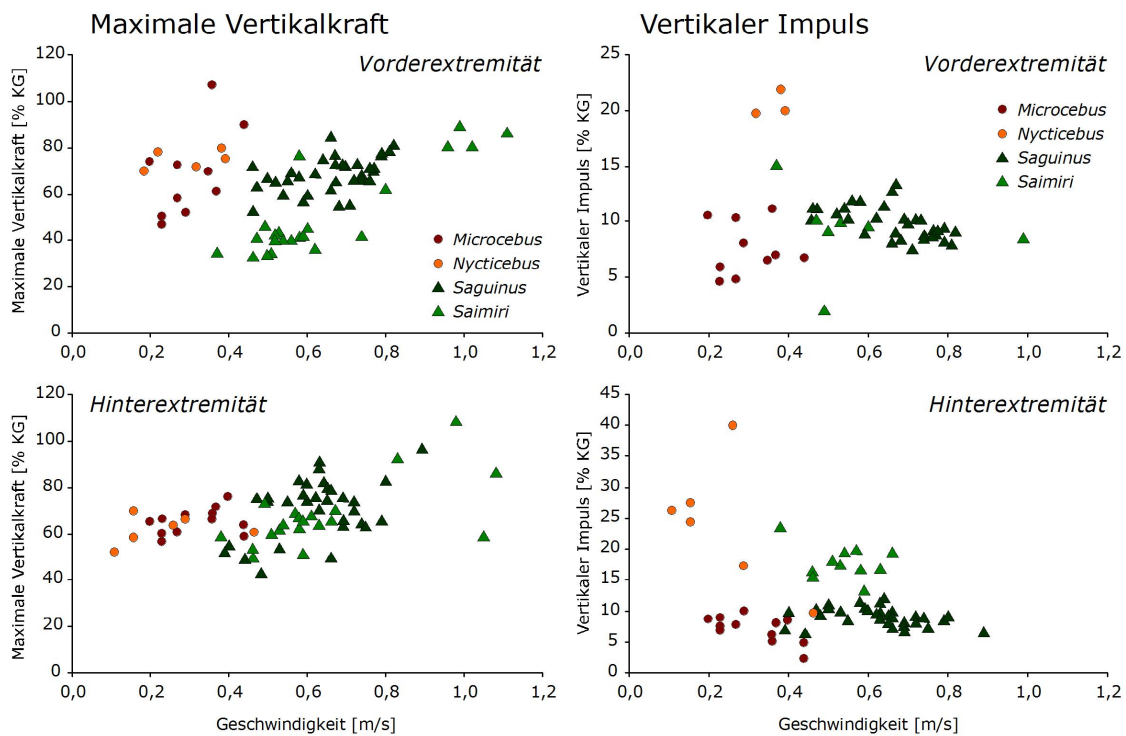 Maximale Vertikalkraft
Vertikaler Impuls
Maximale Vertikalkraft [% KG]
120
100
80
60
40
20
0
Vorderextremität
Microcebus
Nycticebus
Saguinus
Saimiri
0,0 0,2 0,4 0,6 0,8 1,0 1,2
Vertikaler Impuls [% KG]
25
20
15
10
5
0
Vorderextremität
Microcebus
Nycticebus
Saguinus
Saimiri
0,0 0,2 0,4 0,6 0,8 1,0 1,2
Maximale Vertikalkraft [% KG]
120
100
80
60
40
20
0
Hinterextremität
0,0 0,2 0,4 0,6 0,8 1,0 1,2
Geschwindigkeit [m/s]
Vertikaler Impuls [% KG]
45
40
35
30
25
20
15
10
5
0
Hinterextremität
0,0 0,2 0,4 0,6 0,8 1,0 1,2
Geschwindigkeit [m/s]